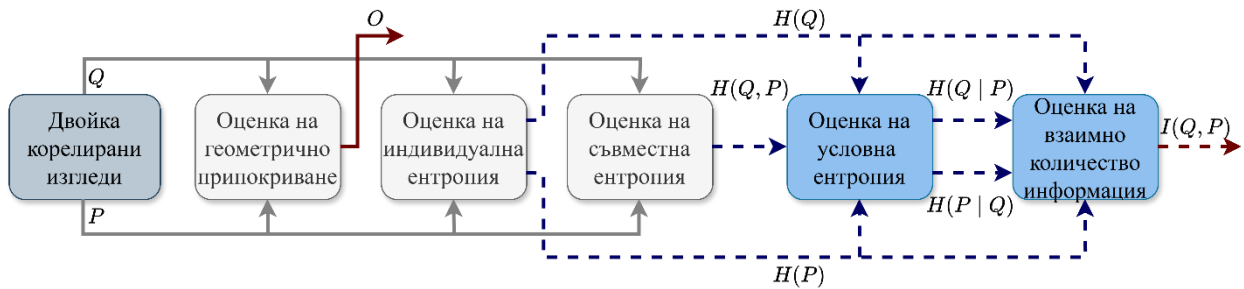 O
H(Q)
Q
Двойка
корелирани
изгледи
P
Оценка на
геометрично
припокриване
Оценка на
индивидуална
ентропия
Оценка на
съвместна
ентропия
H(Q, P)
Оценка на
условна
ентропия
H(Q | P)
H(P | Q)
Оценка на
взаимно
количество
информация
I(Q, P)
H(P)